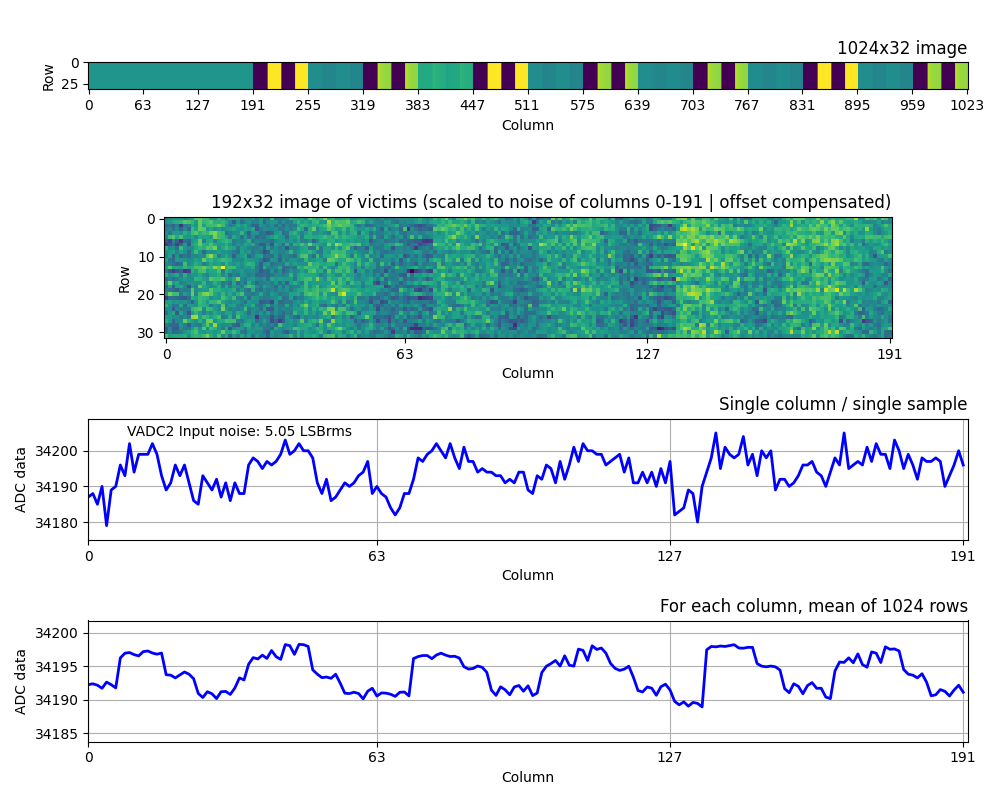 1024x32 image
Row
0
25
0 63 127 191 255 319 383 447 511 575 639 703 767 831 895 959 1023
Column
192x32 image of victims (scaled to noise of columns 0-191 | offset compensated)
Row
0
10
20
30
0 63 127 191
Column
Single column / single sample
VADC2 Input noise: 5.05 LSBrms
ADC data
34200
34190
34180
0 63 127 191
Column
For each column, mean of 1024 rows
ADC data
34200
34195
34190
34185
0 63 127 191
Column